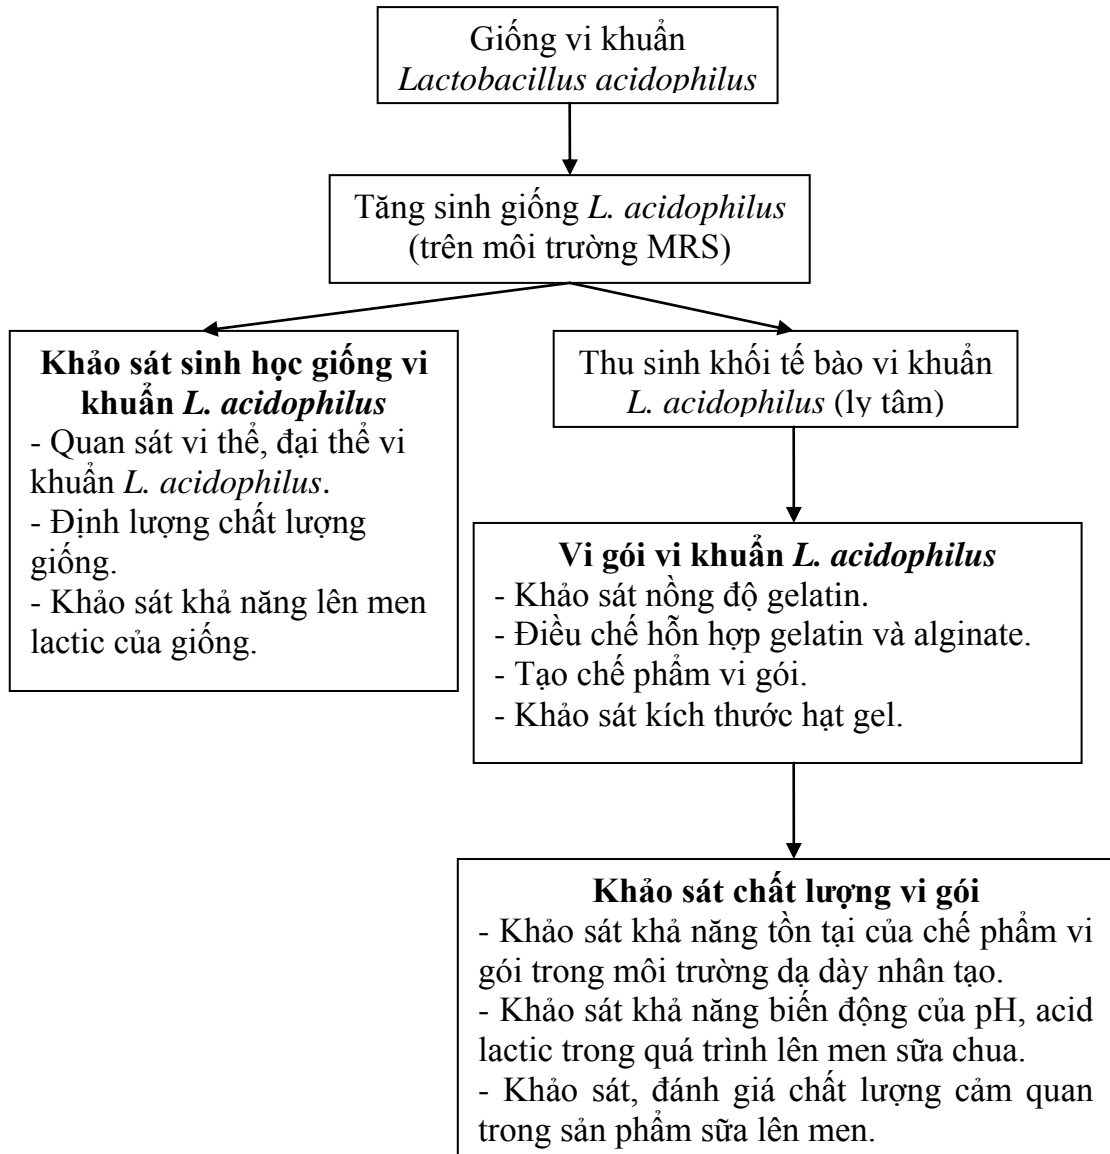 Giống vi khuẩn
Lactobacillus acidophilus
Tăng sinh giống L. acidophilus
(trên môi trường MRS)
Khảo sát sinh học giống vi
khuẩn L. acidophilus
- Quan sát vi thể, đại thể vi
khuẩn L. acidophilus.
- Định lượng chất lượng
giống.
- Khảo sát khả năng lên men
lactic của giống.
Thu sinh khối tế bào vi khuẩn
L. acidophilus (ly tâm)
Vi gói vi khuẩn L. acidophilus
- Khảo sát nồng độ gelatin.
- Điều chế hỗn hợp gelatin và alginate.
- Tạo chế phẩm vi gói.
- Khảo sát kích thước hạt gel.
Khảo sát chất lượng vi gói
- Khảo sát khả năng tồn tại của chế phẩm vi
gói trong môi trường dạ dày nhân tạo.
- Khảo sát khả năng biến động của pH, acid
lactic trong quá trình lên men sữa chua.
- Khảo sát, đánh giá chất lượng cảm quan
trong sản phẩm sữa lên men.